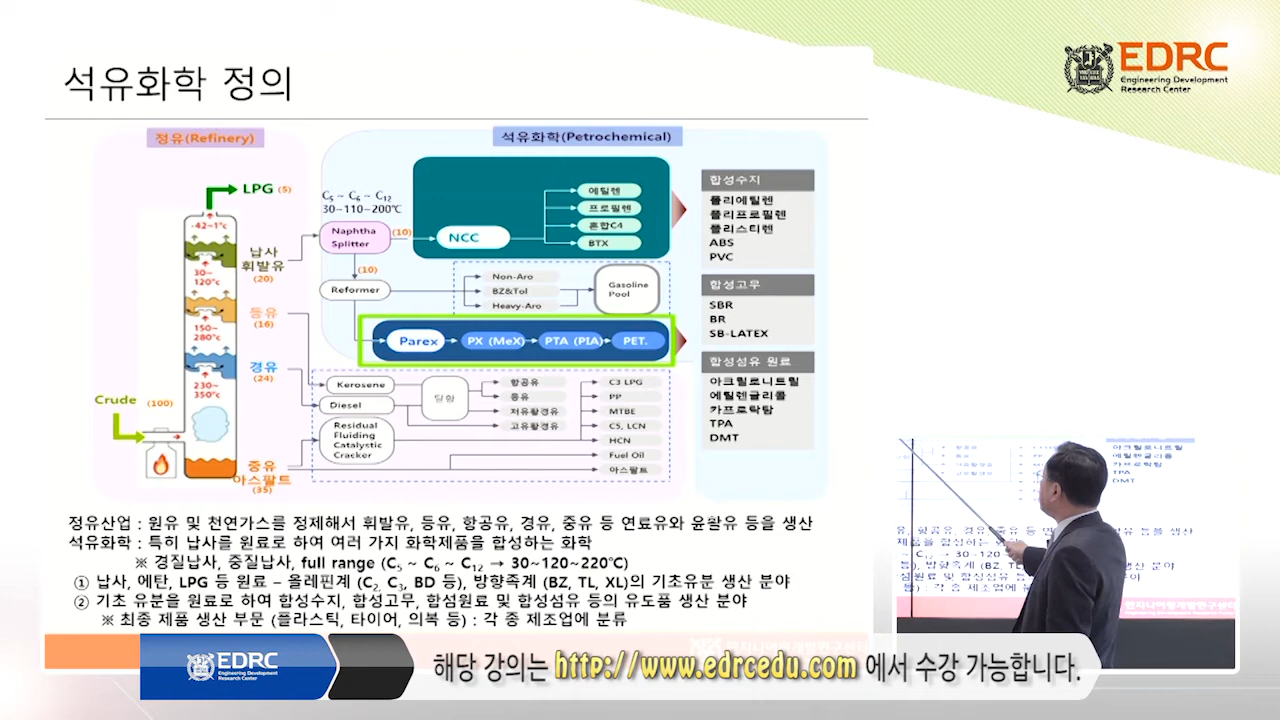 석유화학 정의
EDRC
Engineering Development
Research Center
정유(Refinery)
석유화학(Petrochemical)
LPG (5)
-42~1℃
30~
120℃
150~
280℃
230~
350℃
Crude (100)
납사
휘발유
(20)
등유
(16)
경유
(24)
중유
아스팔트
(35)
C₅ ~ C₆ ~ C₁₂
30~110~200℃
Naphtha
Splitter
(10)
(10)
NCC
에틸렌
프로필렌
혼합C4
BTX
Reformer
Non-Aro
BZ&Tol
Heavy-Aro
Gasoline
Pool
Parex
PX (MeX)
PTA (PIA)
PET.
Kerosene
Diesel
Residual
Fluiding
Catalystic
Cracker
탈황
항공유
등유
저유황경유
고유황경유
C3 LPG
PP
MTBE
C5, LCN
HCN
Fuel Oil
아스팔트
합성수지
폴리에틸렌
폴리프로필렌
폴리스티렌
ABS
PVC
합성고무
SBR
BR
SB-LATEX
합성섬유 원료
아크릴로니트릴
에틸렌글리콜
카프로락탐
TPA
DMT
정유산업 : 원유 및 천연가스를 정제해서 휘발유, 등유, 항공유, 경유, 중유 등 연료유와 윤활유 등을 생산
석유화학 : 특히 납사를 원료로 하여 여러 가지 화학제품을 합성하는 화학
※ 경질납사, 중질납사, full range (C₅ ~ C₆ ~ C₁₂ → 30~120~220℃)
① 납사, 에탄, LPG 등 원료 – 올레핀계 (C₂, C₃, BD 등), 방향족계 (BZ, TL, XL)의 기초유분 생산 분야
② 기초 유분을 원료로 하여 합성수지, 합성고무, 합섬원료 및 합성섬유 등의 유도품 생산 분야
※ 최종 제품 생산 부문 (플라스틱, 타이어, 의복 등) : 각 종 제조업에 분류
아크릴로니트릴
에틸렌글리콜
카프로락탐
TPA
DMT
EDRC
Engineering Development
Research Center
해당 강의는 http://www.edrcedu.com 에서 수강 가능합니다.